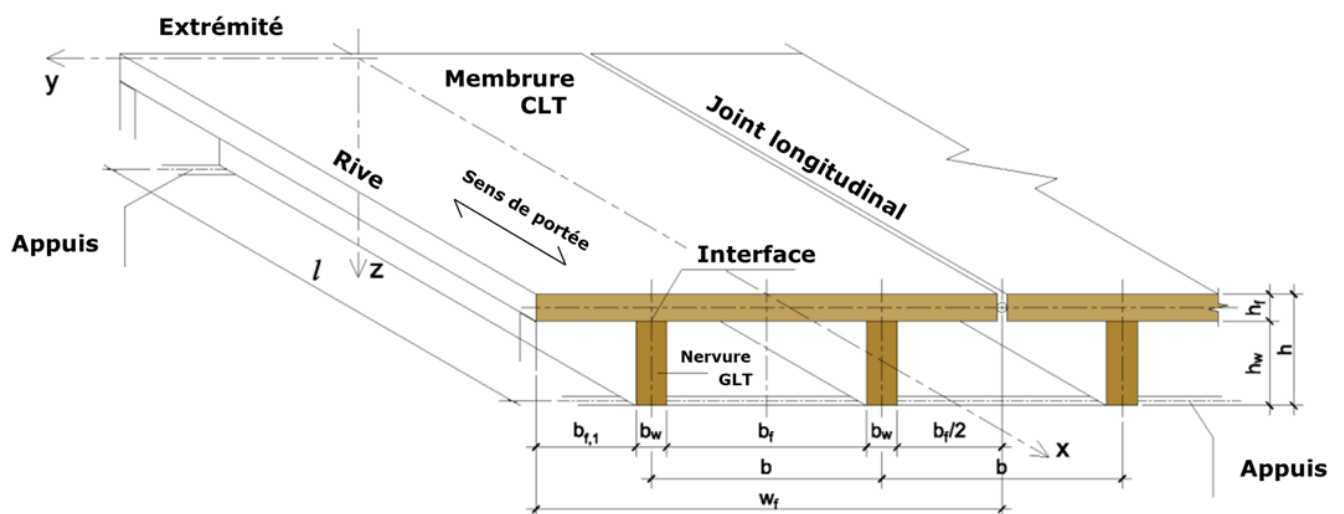 Extrémité
y
Membrure
CLT
Joint longitudinal
Rive
Sens de portée
Appuis
l
z
Interface
Nervure
GLT
h_f
h_w
h
b_{f,1}
b_w
b_f
b_w
b_f/2
x
b
b
w_f
Appuis